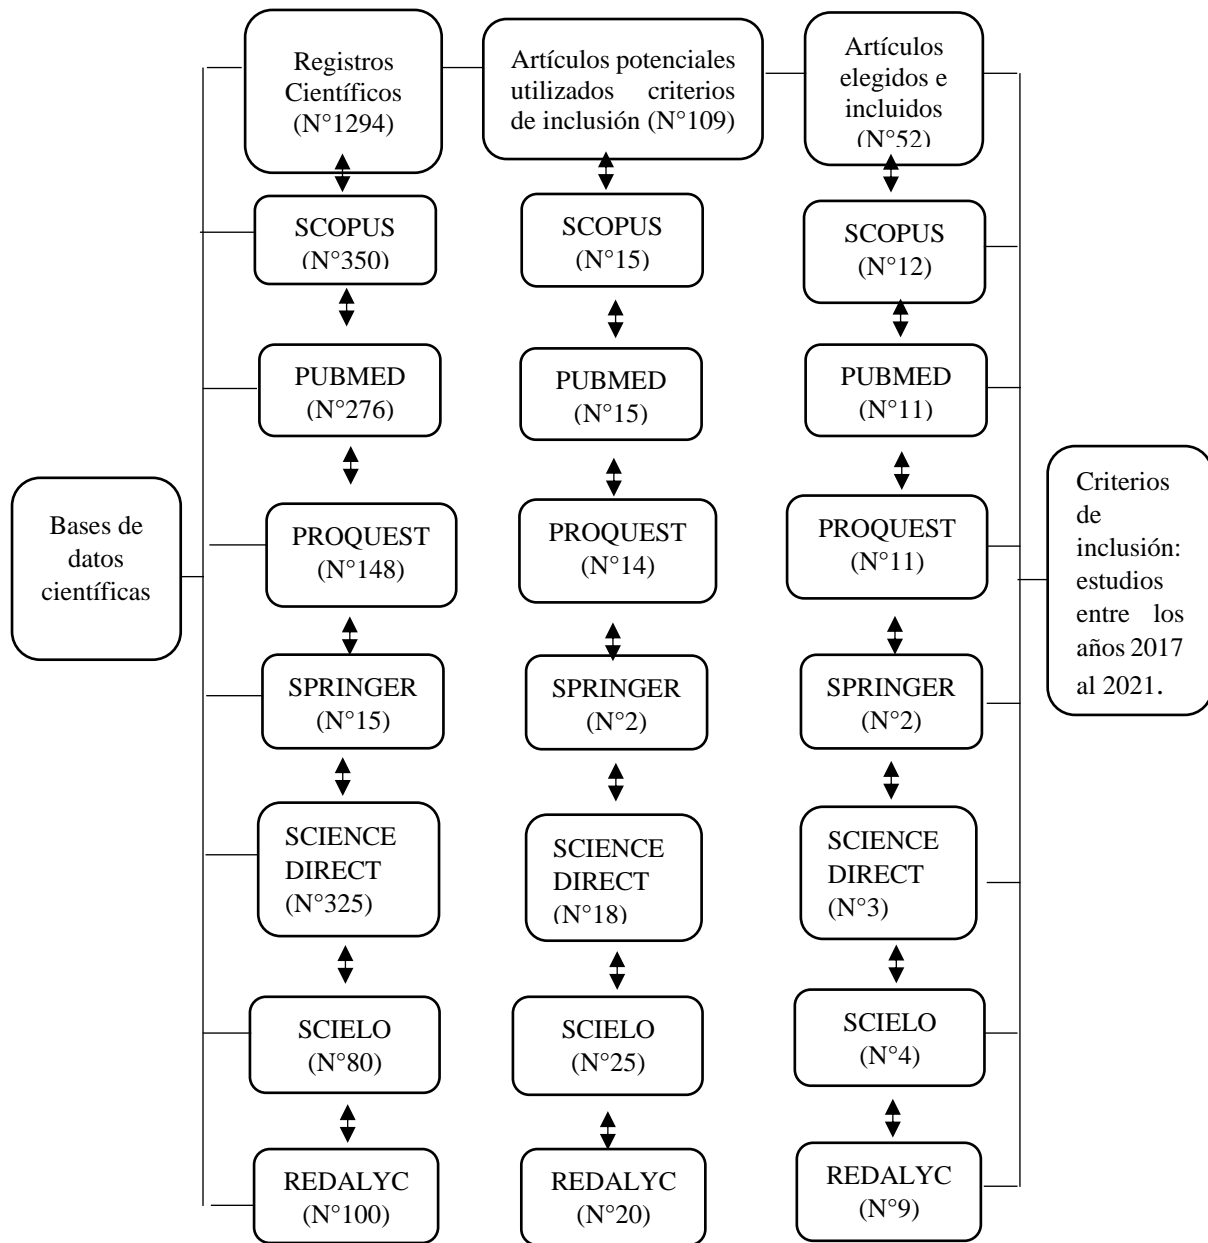 Registros
Científicos
(N°1294)
Artículos potenciales
utilizados criterios
de inclusión (N°109)
Artículos
elegidos e
incluidos
(N°52)
SCOPUS
(N°350)
SCOPUS
(N°15)
SCOPUS
(N°12)
PUBMED
(N°276)
PUBMED
(N°15)
PUBMED
(N°11)
Bases de
datos
científicas
PROQUEST
(N°148)
PROQUEST
(N°14)
PROQUEST
(N°11)
Criterios
de
inclusión:
estudios
entre los
años 2017
al 2021.
SPRINGER
(N°15)
SPRINGER
(N°2)
SPRINGER
(N°2)
SCIENCE
DIRECT
(N°325)
SCIENCE
DIRECT
(N°18)
SCIENCE
DIRECT
(N°3)
SCIELO
(N°80)
SCIELO
(N°25)
SCIELO
(N°4)
REDALYC
(N°100)
REDALYC
(N°20)
REDALYC
(N°9)